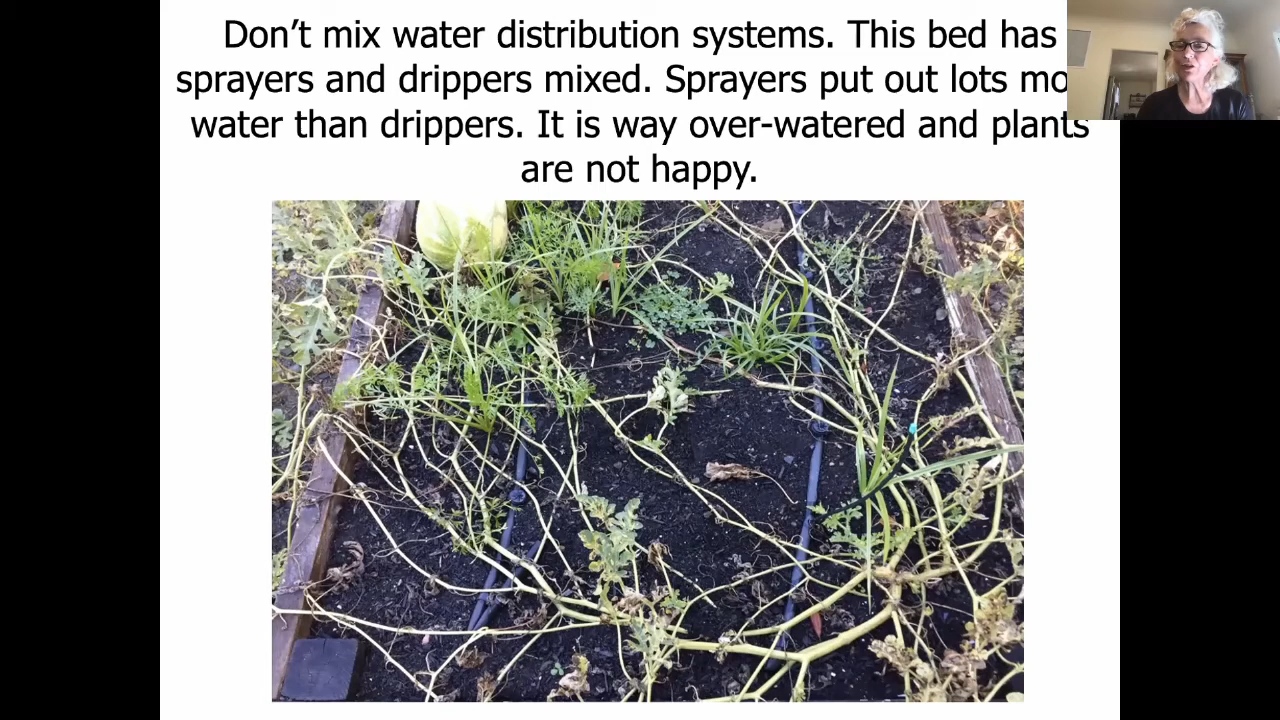 Don’t mix water distribution systems. This bed has
sprayers and drippers mixed. Sprayers put out lots
water than drippers. It is way over-watered and plants
are not happy.